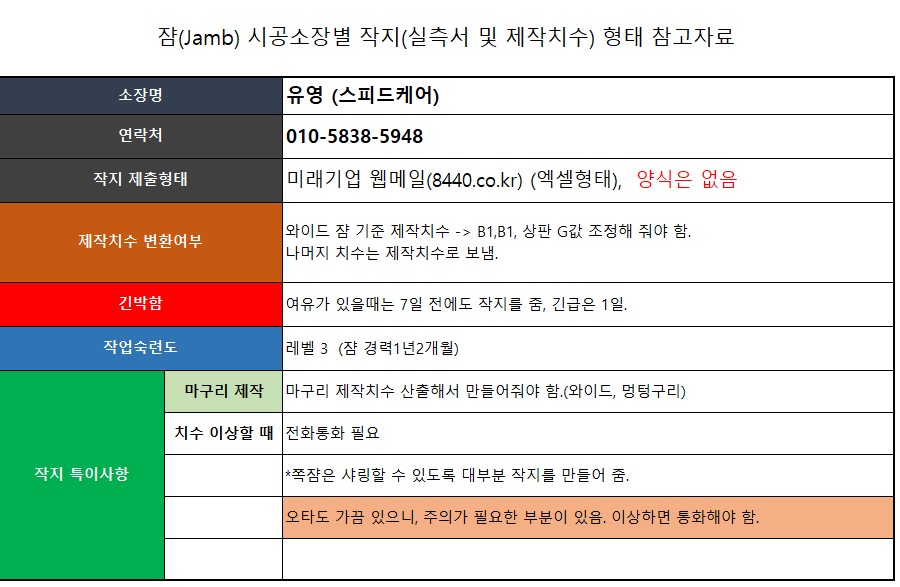 쟘(Jamb) 시공소장별 작지(실측서 및 제작치수) 형태 참고자료
소장명
유영 (스피드케어)
연락처
010-5838-5948
작지 제출형태
미래기업 웹메일(8440.co.kr) (엑셀형태), 양식은 없음
제작치수 변환여부
와이드 쟘 기준 제작치수 -> B1,B1, 상판 G값 조정해 줘야 함.
나머지 치수는 제작치수로 보냄.
긴박함
여유가 있을때는 7일 전에도 작지를 줌, 긴급은 1일.
작업숙련도
레벨 3 (쟘 경력1년2개월)
작지 특이사항
마구리 제작
마구리 제작치수 산출해서 만들어줘야 함.(와이드, 멍텅구리)
치수 이상할 때
전화통화 필요
*쪽쟘은 샤링할 수 있도록 대부분 작지를 만들어 줌.
오타도 가끔 있으니, 주의가 필요한 부분이 있음. 이상하면 통화해야 함.